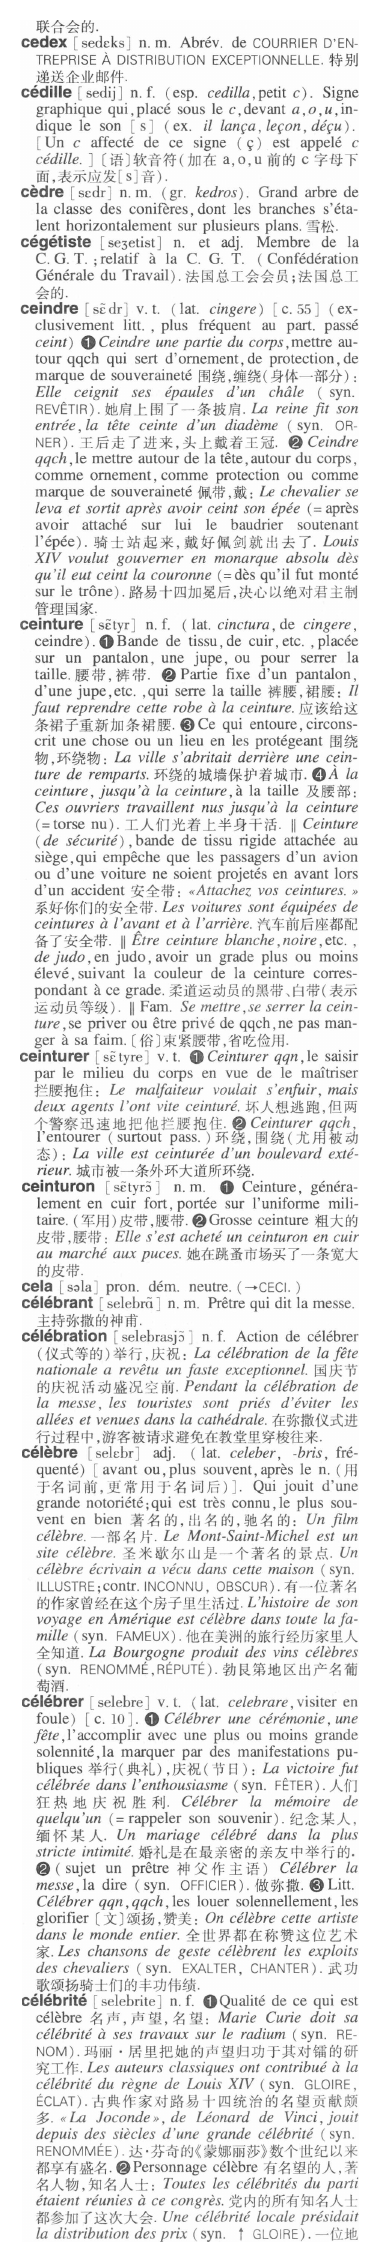 联合会的.
cedex [sedɛks] n. m. Abrév. de COURRIER D'EN-
TREPRISE À DISTRIBUTION EXCEPTIONNELLE. 特别
递送企业邮件.
cédille [sedij] n. f. (esp. cedilla, petit c). Signe
graphique qui, placé sous le c, devant a, o, u, in-
dique le son [s] (ex. il lança, leçon, déçu).
[Un c affecté de ce signe (ç) est appelé c
cédille.] [语]软音符(加在 a, o, u 前的 c 字母下
面,表示应发[s]音).
cèdre [sɛdr] n. m. (gr. kedros). Grand arbre de
la classe des conifères, dont les branches s'éta-
lent horizontalement sur plusieurs plans. 雪松.
cégétiste [seʒetist] n. et adj. Membre de la
C. G. T. ; relatif à la C. G. T. (Confédération
Générale du Travail). 法国总工会会员;法国总工
会的.
ceindre [sɛ̃dr] v. t. (lat. cingere) [c. 55] (ex-
clusivement litt. , plus fréquent au part. passé
ceint) ❶ Ceindre une partie du corps, mettre au-
tour qqch qui sert d'ornement, de protection, de
marque de souveraineté 围绕,缠绕(身体一部分):
Elle ceignit ses épaules d'un châle (syn.
REVÊTIR). 她肩上围了一条披肩. La reine fit son
entrée, la tête ceinte d'un diadème (syn. OR-
NER). 王后走了进来,头上戴着王冠. ❷ Ceindre
qqch, le mettre autour de la tête, autour du corps,
comme ornement, comme protection ou comme
marque de souveraineté 佩带,戴: Le chevalier se
leva et sortit après avoir ceint son épée (= après
avoir attaché sur lui le baudrier soutenant
l'épée). 骑士站起来,戴好佩剑就出去了. Louis
XIV voulut gouverner en monarque absolu dès
qu'il eut ceint la couronne (= dès qu'il fut monté
sur le trône). 路易十四加冕后,决心以绝对君主制
管理国家.
ceinture [sɛ̃tyr] n. f. (lat. cinctura, de cingere,
ceindre). ❶ Bande de tissu, de cuir, etc. , placée
sur un pantalon, une jupe, ou pour serrer la
taille. 腰带,裤带. ❷ Partie fixe d'un pantalon,
d'une jupe, etc. , qui serre la taille 裤腰,裙腰: Il
faut reprendre cette robe à la ceinture. 应该给这
条裙子重新加条裙腰. ❸ Ce qui entoure, circons-
crit une chose ou un lieu en les protégeant 围绕
物,环绕物: La ville s'abritait derrière une cein-
ture de remparts. 环绕的城墙保护着城市. ❹ À la
ceinture, jusqu'à la ceinture, à la taille 及腰部:
Ces ouvriers travaillent nus jusqu'à la ceinture
(= torse nu). 工人们光着上半身干活. ‖ Ceinture
(de sécurité), bande de tissu rigide attachée au
siège, qui empêche que les passagers d'un avion
ou d'une voiture ne soient projetés en avant lors
d'un accident 安全带: «Attachez vos ceintures. »
系好你们的安全带. Les voitures sont équipées de
ceintures à l'avant et à l'arrière. 汽车前后座都配
备了安全带. ‖ Être ceinture blanche, noire, etc. ,
de judo, en judo, avoir un grade plus ou moins
élevé, suivant la couleur de la ceinture corres-
pondant à ce grade. 柔道运动员的黑带、白带(表示
运动员等级). ‖ Fam. Se mettre, se serrer la cein-
ture, se priver ou être privé de qqch, ne pas man-
ger à sa faim. [俗]束紧腰带,省吃俭用.
ceinturer [sɛ̃tyre] v. t. ❶ Ceinturer qqn, le saisir
par le milieu du corps en vue de le maîtriser
拦腰抱住: Le malfaiteur voulait s'enfuir, mais
deux agents l'ont vite ceinturé. 坏人想逃跑,但两
个警察迅速地把他拦腰抱住. ❷ Ceinturer qqch,
l'entourer (surtout pass.) 环绕,围绕(尤用被动
态): La ville est ceinturée d'un boulevard exté-
rieur. 城市被一条外环大道所环绕.
ceinturon [sɛ̃tyrɔ̃] n. m. ❶ Ceinture, généra-
lement en cuir fort, portée sur l'uniforme mili-
taire. (军用)皮带,腰带. ❷ Grosse ceinture 粗大的
皮带,腰带: Elle s'est acheté un ceinturon en cuir
au marché aux puces. 她在跳蚤市场买了一条宽大
的皮带.
cela [səla] pron. dém. neutre. (→CECI. )
célébrant [selebrɑ̃] n. m. Prêtre qui dit la messe.
主持弥撒的神甫.
célébration [selebrasjɔ̃] n. f. Action de célébrer
(仪式等的)举行,庆祝: La célébration de la fête
nationale a revêtu un faste exceptionnel. 国庆节
的庆祝活动盛况空前. Pendant la célébration de
la messe, les touristes sont priés d'éviter les
allées et venues dans la cathédrale. 在弥撒仪式进
行过程中,游客被请求避免在教堂里穿梭往来.
célèbre [selɛbr] adj. (lat. celeber, -bris, fré-
quenté) [avant ou, plus souvent, après le n. (用
于名词前,更常用于名词后)]. Qui jouit d'une
grande notoriété; qui est très connu, le plus sou-
vent en bien 著名的,出名的,驰名的: Un film
célèbre. 一部名片. Le Mont-Saint-Michel est un
site célèbre. 圣米歇尔山是一个著名的景点. Un
célèbre écrivain a vécu dans cette maison (syn.
ILLUSTRE; contr. INCONNU, OBSCUR). 有一位著名
的作家曾经在这个房子里生活过. L'histoire de son
voyage en Amérique est célèbre dans toute la fa-
mille (syn. FAMEUX). 他在美洲的旅行经历家里人
全知道. La Bourgogne produit des vins célèbres
(syn. RENOMMÉ, RÉPUTÉ). 勃艮第地区出产名葡
萄酒.
célébrer [selebre] v. t. (lat. celebrare, visiter en
foule) [c. 10]. ❶ Célébrer une cérémonie, une
fête, l'accomplir avec une plus ou moins grande
solennité, la marquer par des manifestations pu-
bliques 举行(典礼),庆祝(节日): La victoire fut
célébrée dans l'enthousiasme (syn. FÊTER). 人们
狂热地庆祝胜利. Célébrer la mémoire de
quelqu'un (= rappeler son souvenir). 纪念某人,
缅怀某人. Un mariage célébré dans la plus
stricte intimité. 婚礼是在最亲密的亲友中举行的.
❷ (sujet un prêtre 神父作主语) Célébrer la
messe, la dire (syn. OFFICIER). 做弥撒. ❸ Litt.
Célébrer qqn, qqch, les louer solennellement, les
glorifier [文]颂扬,赞美: On célèbre cette artiste
dans le monde entier. 全世界都在称赞这位艺术
家. Les chansons de geste célèbrent les exploits
des chevaliers (syn. EXALTER, CHANTER). 武功
歌颂扬骑士们的丰功伟绩.
célébrité [selebrite] n. f. ❶ Qualité de ce qui est
célèbre 名声,声望,名望: Marie Curie doit sa
célébrité à ses travaux sur le radium (syn. RE-
NOM). 玛丽·居里把她的声望归功于其对镭的研
究工作. Les auteurs classiques ont contribué à la
célébrité du règne de Louis XIV (syn. GLOIRE,
ÉCLAT). 古典作家对路易十四统治的名望贡献颇
多. «La Joconde», de Léonard de Vinci, jouit
depuis des siècles d'une grande célébrité (syn.
RENOMMÉE). 达·芬奇的《蒙娜丽莎》数个世纪以来
都享有盛名. ❷ Personnage célèbre 有名望的人,著
名人物,知名人士: Toutes les célébrités du parti
étaient réunies à ce congrès. 党内的所有知名人士
都参加了这次大会. Une célébrité locale présidait
la distribution des prix (syn. ↑ GLOIRE). 一位地